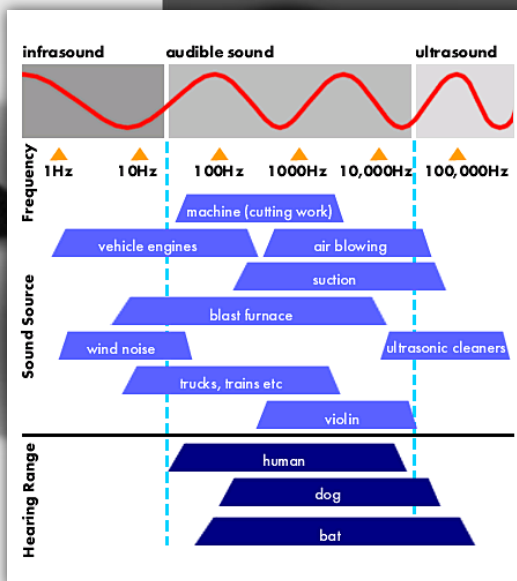 infrasound
audible sound
ultrasound
Frequency
1Hz
10Hz
100Hz
1000Hz
10,000Hz
100,000Hz
Sound Source
machine (cutting work)
vehicle engines
air blowing
suction
blast furnace
wind noise
ultrasonic cleaners
trucks, trains etc
violin
Hearing Range
human
dog
bat